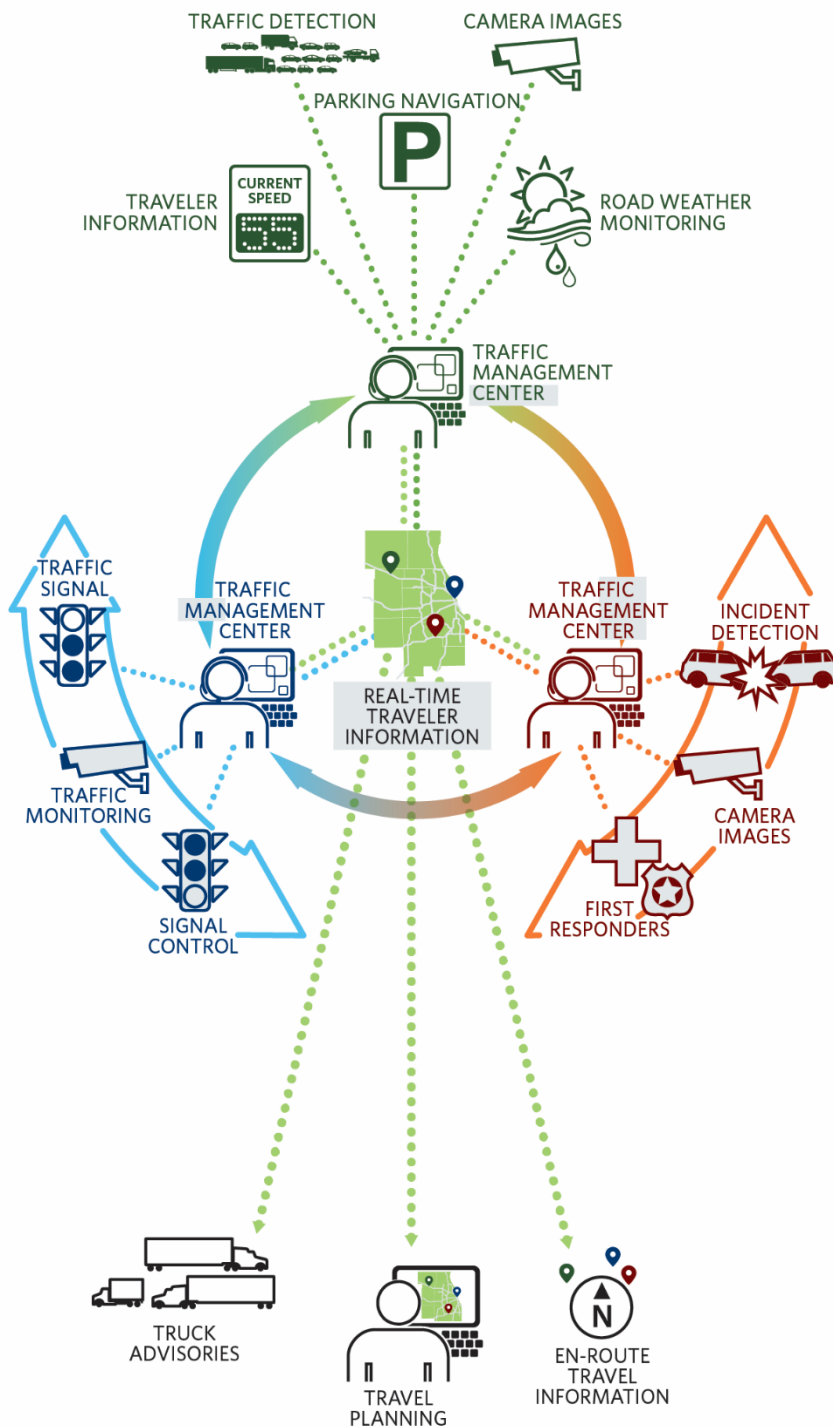 TRAFFIC DETECTION
CAMERA IMAGES
PARKING NAVIGATION
P
TRAVELER
INFORMATION
CURRENT
SPEED
55
ROAD WEATHER
MONITORING
TRAFFIC
MANAGEMENT
CENTER
TRAFFIC
SIGNAL
TRAFFIC
MANAGEMENT
CENTER
TRAFFIC
MANAGEMENT
CENTER
INCIDENT
DETECTION
REAL-TIME
TRAVELER
INFORMATION
TRAFFIC
MONITORING
CAMERA
IMAGES
SIGNAL
CONTROL
FIRST
RESPONDERS
TRUCK
ADVISORIES
TRAVEL
PLANNING
N
EN-ROUTE
TRAVEL
INFORMATION